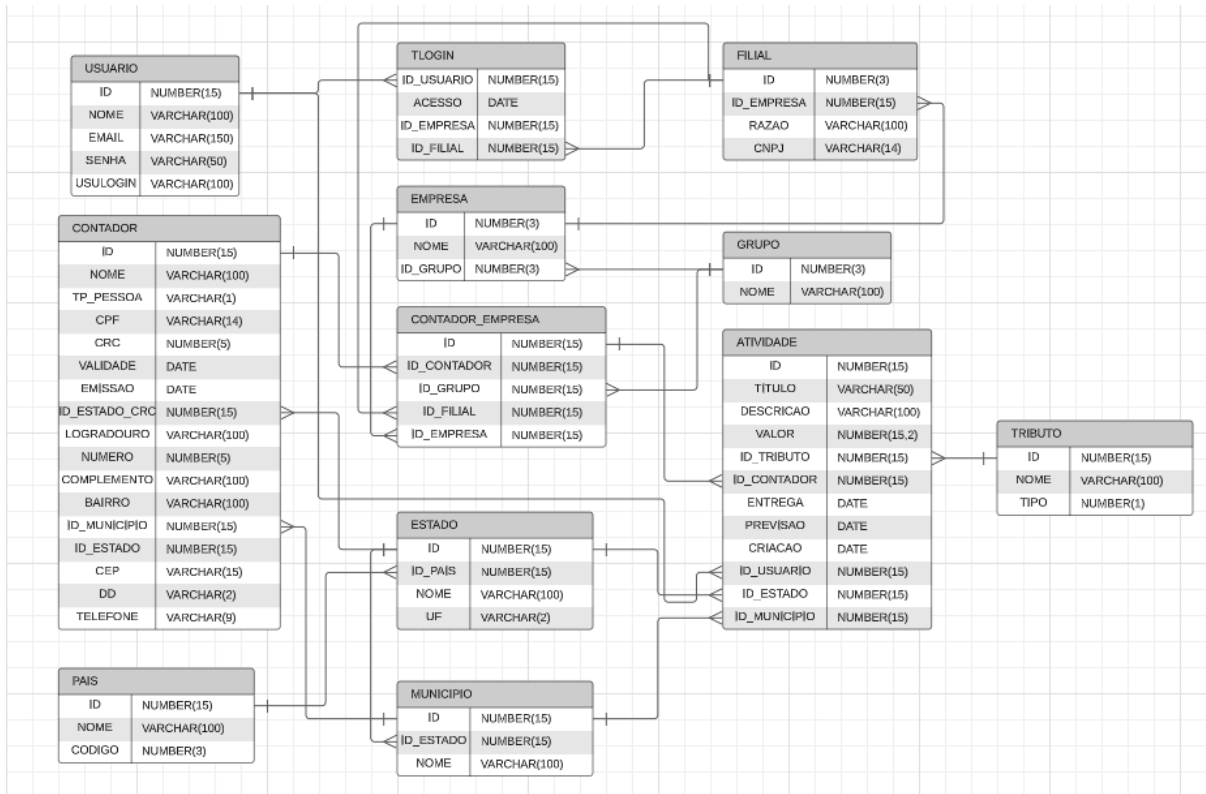 USUARIO
ID NUMBER(15)
NOME VARCHAR(100)
EMAIL VARCHAR(150)
SENHA VARCHAR(50)
USULOGIN VARCHAR(100)
TLOGIN
ID_USUARIO NUMBER(15)
ACESSO DATE
ID_EMPRESA NUMBER(15)
ID_FILIAL NUMBER(15)
FILIAL
ID NUMBER(3)
ID_EMPRESA NUMBER(15)
RAZAO VARCHAR(100)
CNPJ VARCHAR(14)
CONTADOR
ID NUMBER(15)
NOME VARCHAR(100)
TP_PESSOA VARCHAR(1)
CPF VARCHAR(14)
CRC NUMBER(5)
VALIDADE DATE
EMISSAO DATE
ID_ESTADO_CRC NUMBER(15)
LOGRADOURO VARCHAR(100)
NUMERO NUMBER(5)
COMPLEMENTO VARCHAR(100)
BAIRRO VARCHAR(100)
ID_MUNICIPIO NUMBER(15)
ID_ESTADO NUMBER(15)
CEP VARCHAR(15)
DD VARCHAR(2)
TELEFONE VARCHAR(9)
EMPRESA
ID NUMBER(3)
NOME VARCHAR(100)
ID_GRUPO NUMBER(3)
GRUPO
ID NUMBER(3)
NOME VARCHAR(100)
CONTADOR_EMPRESA
ID NUMBER(15)
ID_CONTADOR NUMBER(15)
ID_GRUPO NUMBER(15)
ID_FILIAL NUMBER(15)
ID_EMPRESA NUMBER(15)
ATIVIDADE
ID NUMBER(15)
TÍTULO VARCHAR(50)
DESCRICAO VARCHAR(100)
VALOR NUMBER(15,2)
ID_TRIBUTO NUMBER(15)
ID_CONTADOR NUMBER(15)
ENTREGA DATE
PREVISAO DATE
CRIACAO DATE
ID_USUARIO NUMBER(15)
ID_ESTADO NUMBER(15)
ID_MUNICIPIO NUMBER(15)
TRIBUTO
ID NUMBER(15)
NOME VARCHAR(100)
TIPO NUMBER(1)
ESTADO
ID NUMBER(15)
ID_PAIS NUMBER(15)
NOME VARCHAR(100)
UF VARCHAR(2)
PAIS
ID NUMBER(15)
NOME VARCHAR(100)
CODIGO NUMBER(3)
MUNICIPIO
ID NUMBER(15)
ID_ESTADO NUMBER(15)
NOME VARCHAR(100)